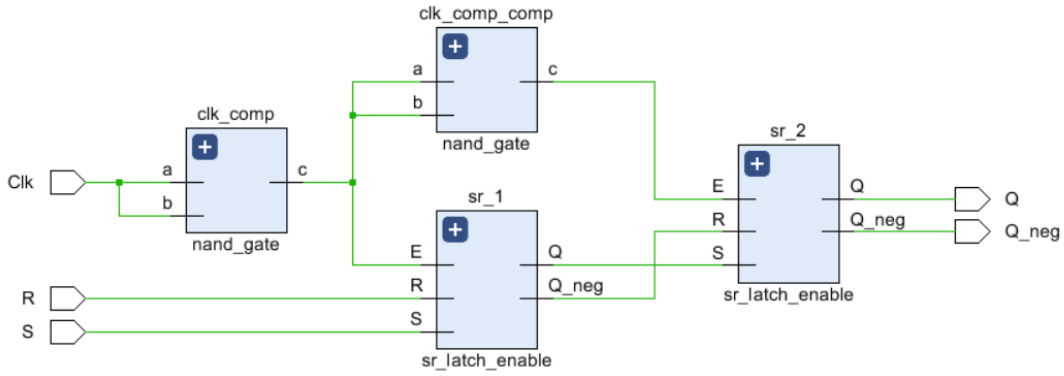 clk_comp_comp
a
c
b
nand_gate
clk_comp
Clk
a
c
b
nand_gate
sr_1
E
Q
R
Q_neg
S
sr_latch_enable
R
S
sr_2
E
Q
Q
R
Q_neg
Q_neg
S
sr_latch_enable